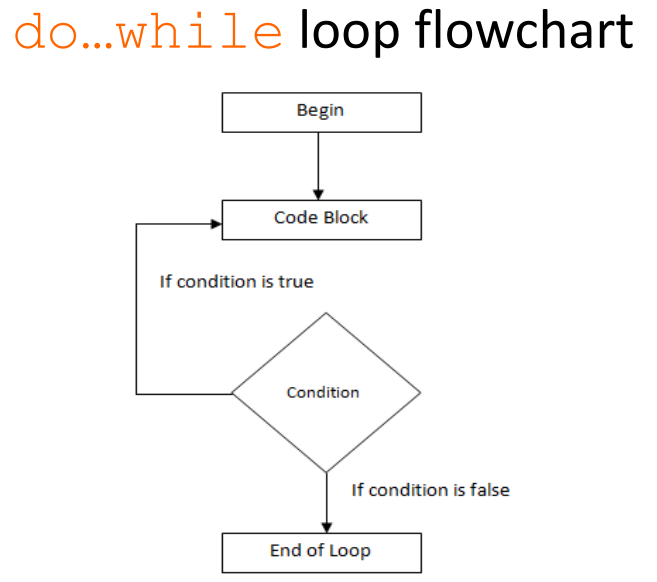 do…while loop flowchart
Begin
Code Block
If condition is true
Condition
If condition is false
End of Loop